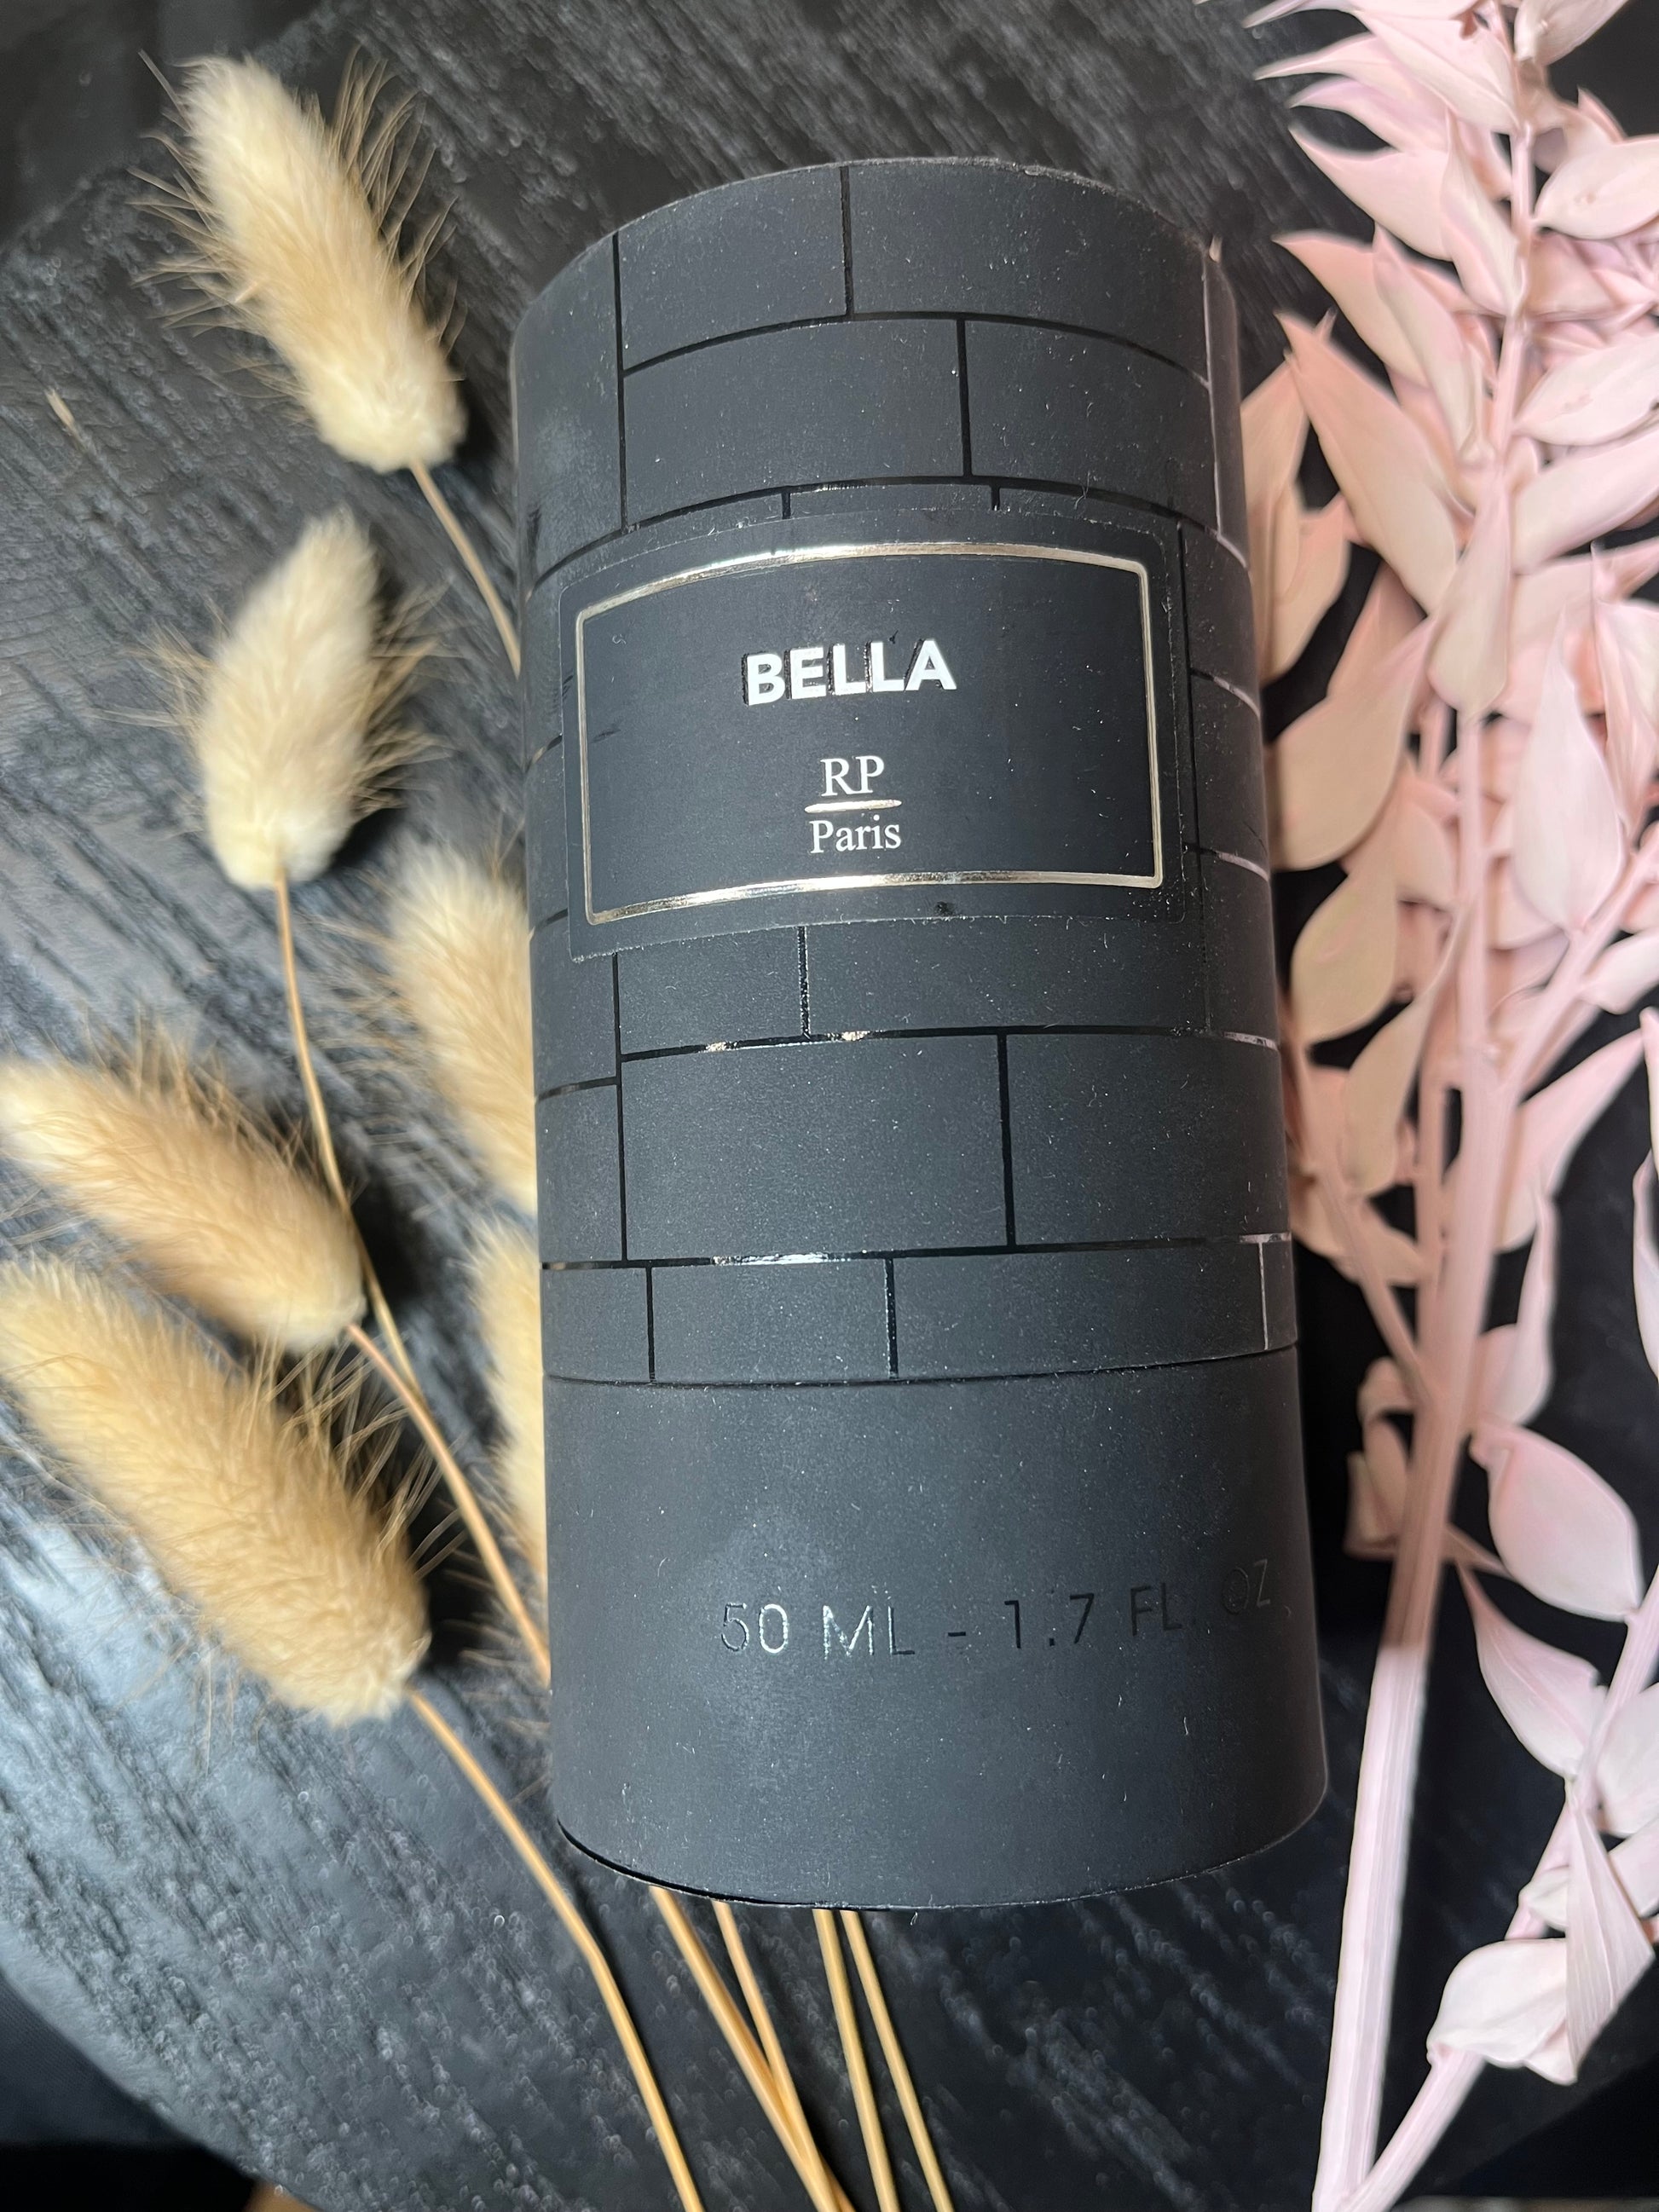 BELLA
RP
Paris
50 ML - 1.7 FL. OZ